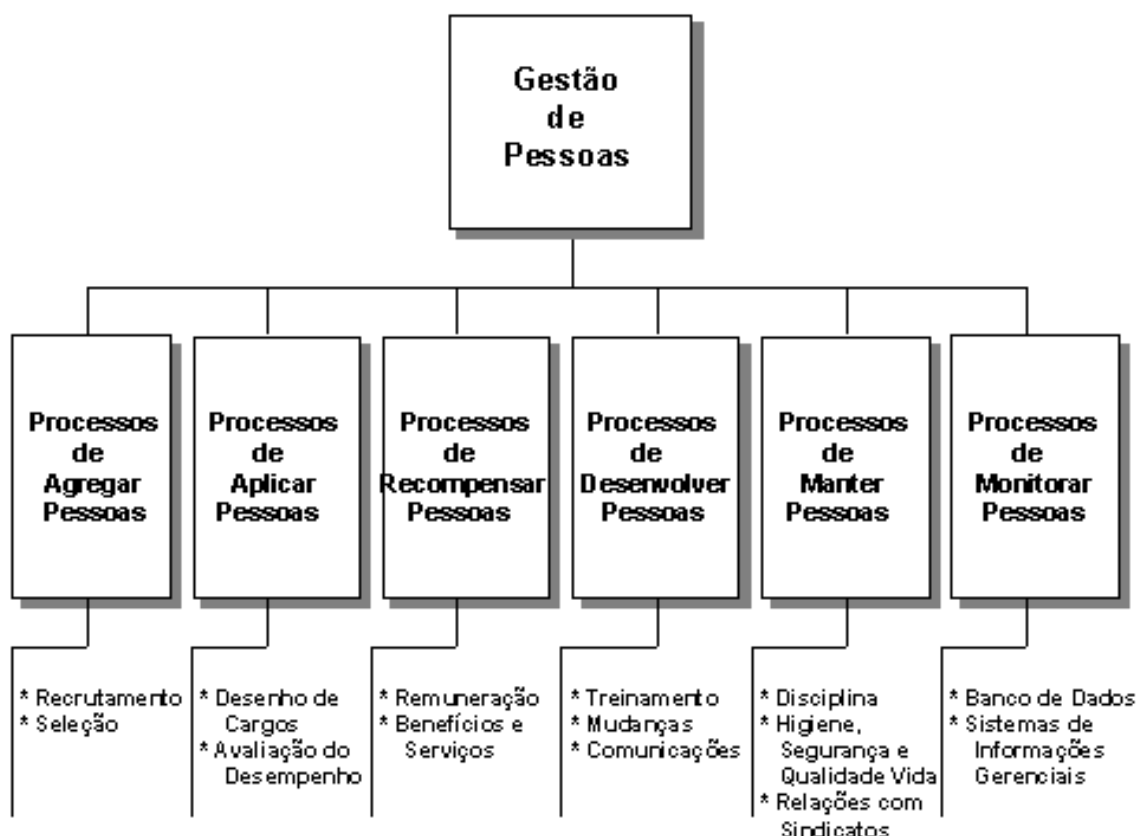 Gestão
de
Pessoas
Processos
de
Agregar
Pessoas
Processos
de
Aplicar
Pessoas
Processos
de
Recompensar
Pessoas
Processos
de
Desenvolver
Pessoas
Processos
de
Manter
Pessoas
Processos
de
Monitorar
Pessoas
* Recrutamento
* Seleção
* Desenho de
Cargos
* Avaliação do
Desempenho
* Remuneração
* Benefícios e
Serviços
* Treinamento
* Mudanças
* Comunicações
* Disciplina
* Higiene,
Segurança e
Qualidade Vida
* Relações com
Sindicatos
* Banco de Dados
* Sistemas de
Informações
Gerenciais